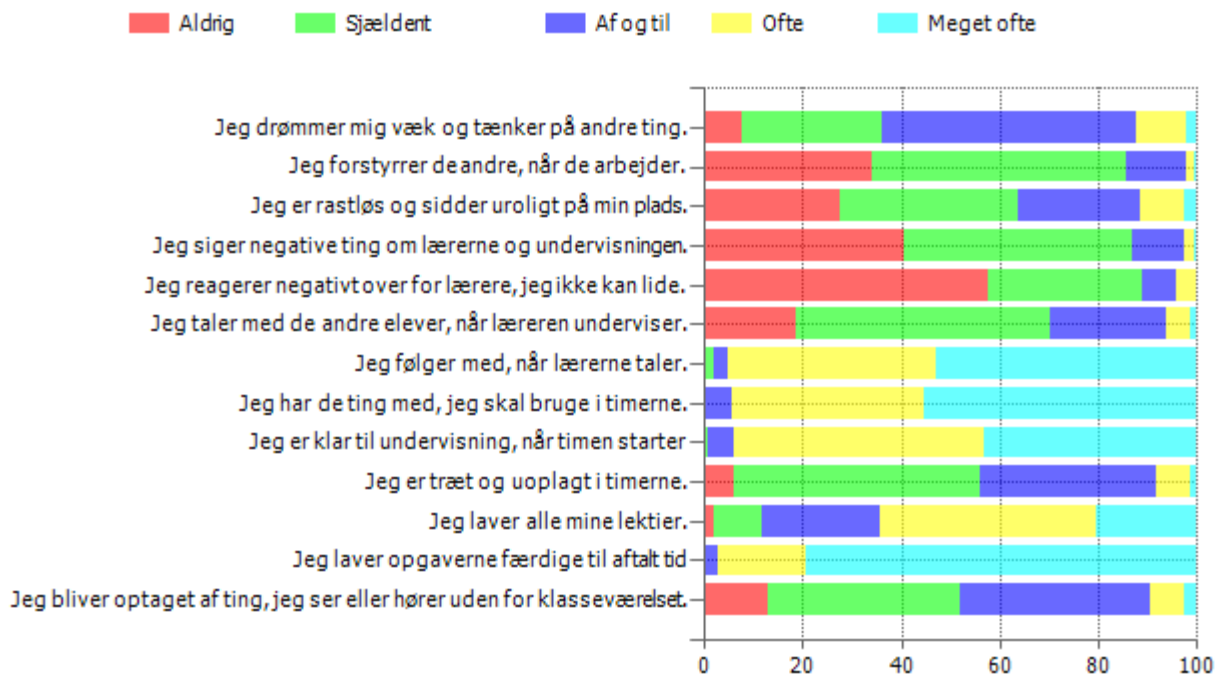 Aldrig Sjældent Af og til Ofte Meget ofte
Jeg drømmer mig væk og tænker på andre ting.
Jeg forstyrrer de andre, når de arbejder.
Jeg er rastløs og sidder uroligt på min plads.
Jeg siger negative ting om lærerne og undervisningen.
Jeg reagerer negativt over for lærere, jeg ikke kan lide.
Jeg taler med de andre elever, når læreren underviser.
Jeg følger med, når lærerne taler.
Jeg har de ting med, jeg skal bruge i timerne.
Jeg er klar til undervisning, når timen starter
Jeg er træt og uoplagt i timerne.
Jeg laver alle mine lektier.
Jeg laver opgaverne færdige til aftalt tid
Jeg bliver optaget af ting, jeg ser eller hører uden for klasseværelset.
0 20 40 60 80 100